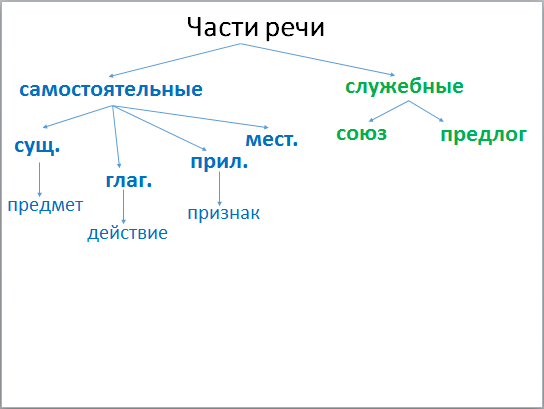 Части речи
самостоятельные
служебные
сущ.
глаг.
прил.
мест.
союз
предлог
предмет
действие
признак